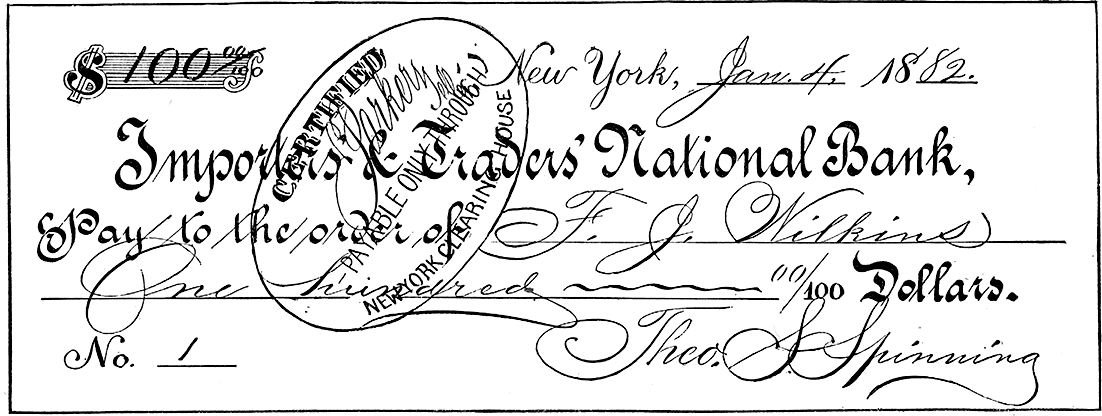 $100 00/100
New York, Jan. 4, 1882.
Importers' & Traders' National Bank,
Pay to the order of F. J. Wilkins
One hundred 00/100 Dollars.
No. 1
Theo. S. Spinning
CERTIFIED
PAYABLE ONLY THROUGH
NEW YORK CLEARING HOUSE